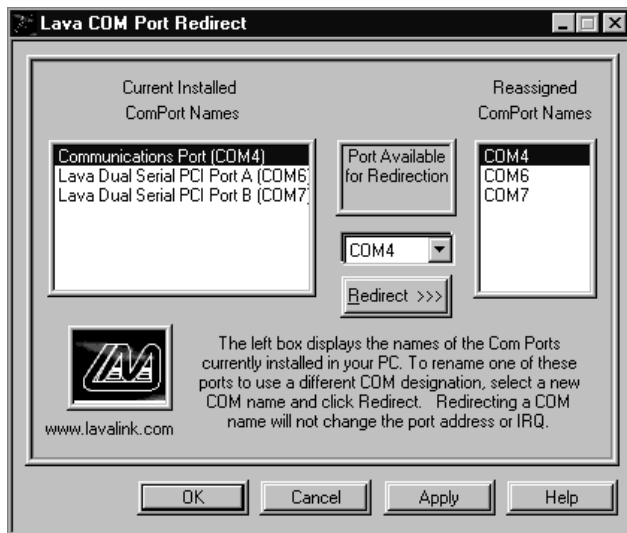 Lava COM Port Redirect
Current Installed
ComPort Names
Reassigned
ComPort Names
Communications Port (COM4)
Lava Dual Serial PCI Port A (COM6)
Lava Dual Serial PCI Port B (COM7)
Port Available
for Redirection
COM4
COM6
COM7
COM4
Redirect >>>
LAVA
www.lavalink.com
The left box displays the names of the Com Ports
currently installed in your PC. To rename one of these
ports to use a different COM designation, select a new
COM name and click Redirect. Redirecting a COM
name will not change the port address or IRQ.
OK
Cancel
Apply
Help